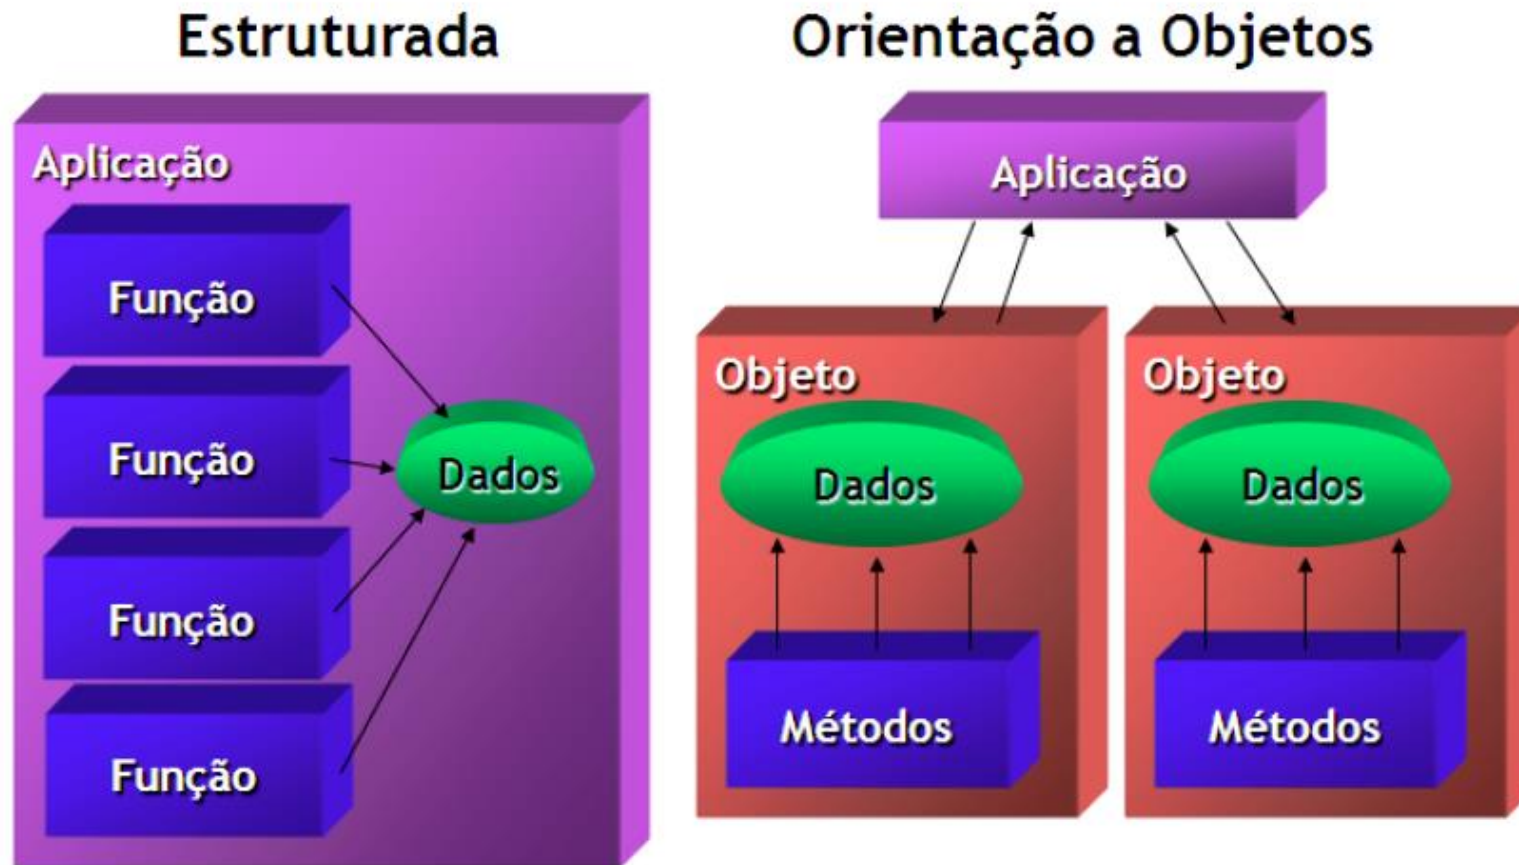 Estruturada
Aplicação
Função
Função
Função
Função
Dados
Orientação a Objetos
Aplicação
Objeto
Dados
Métodos
Objeto
Dados
Métodos